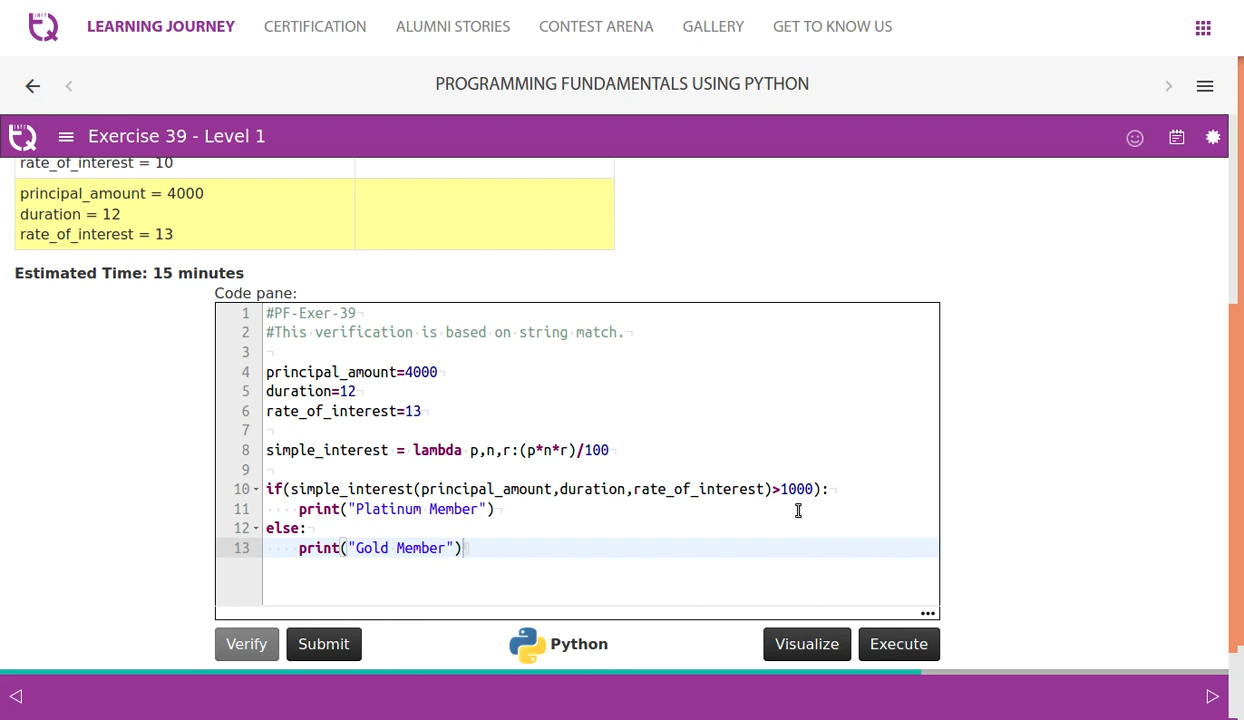 INFY TQ
LEARNING JOURNEY CERTIFICATION ALUMNI STORIES CONTEST ARENA GALLERY GET TO KNOW US
PROGRAMMING FUNDAMENTALS USING PYTHON
INFY TQ Exercise 39 - Level 1
rate_of_interest = 10
principal_amount = 4000
duration = 12
rate_of_interest = 13
Estimated Time: 15 minutes
Code pane:
1 #PF-Exer-39
2 #This verification is based on string match.
3
4 principal_amount=4000
5 duration=12
6 rate_of_interest=13
7
8 simple_interest = lambda p,n,r:(p*n*r)/100
9
10 if(simple_interest(principal_amount,duration,rate_of_interest)>1000):
11     print("Platinum Member")
12 else:
13     print("Gold Member")
Verify Submit Python Visualize Execute